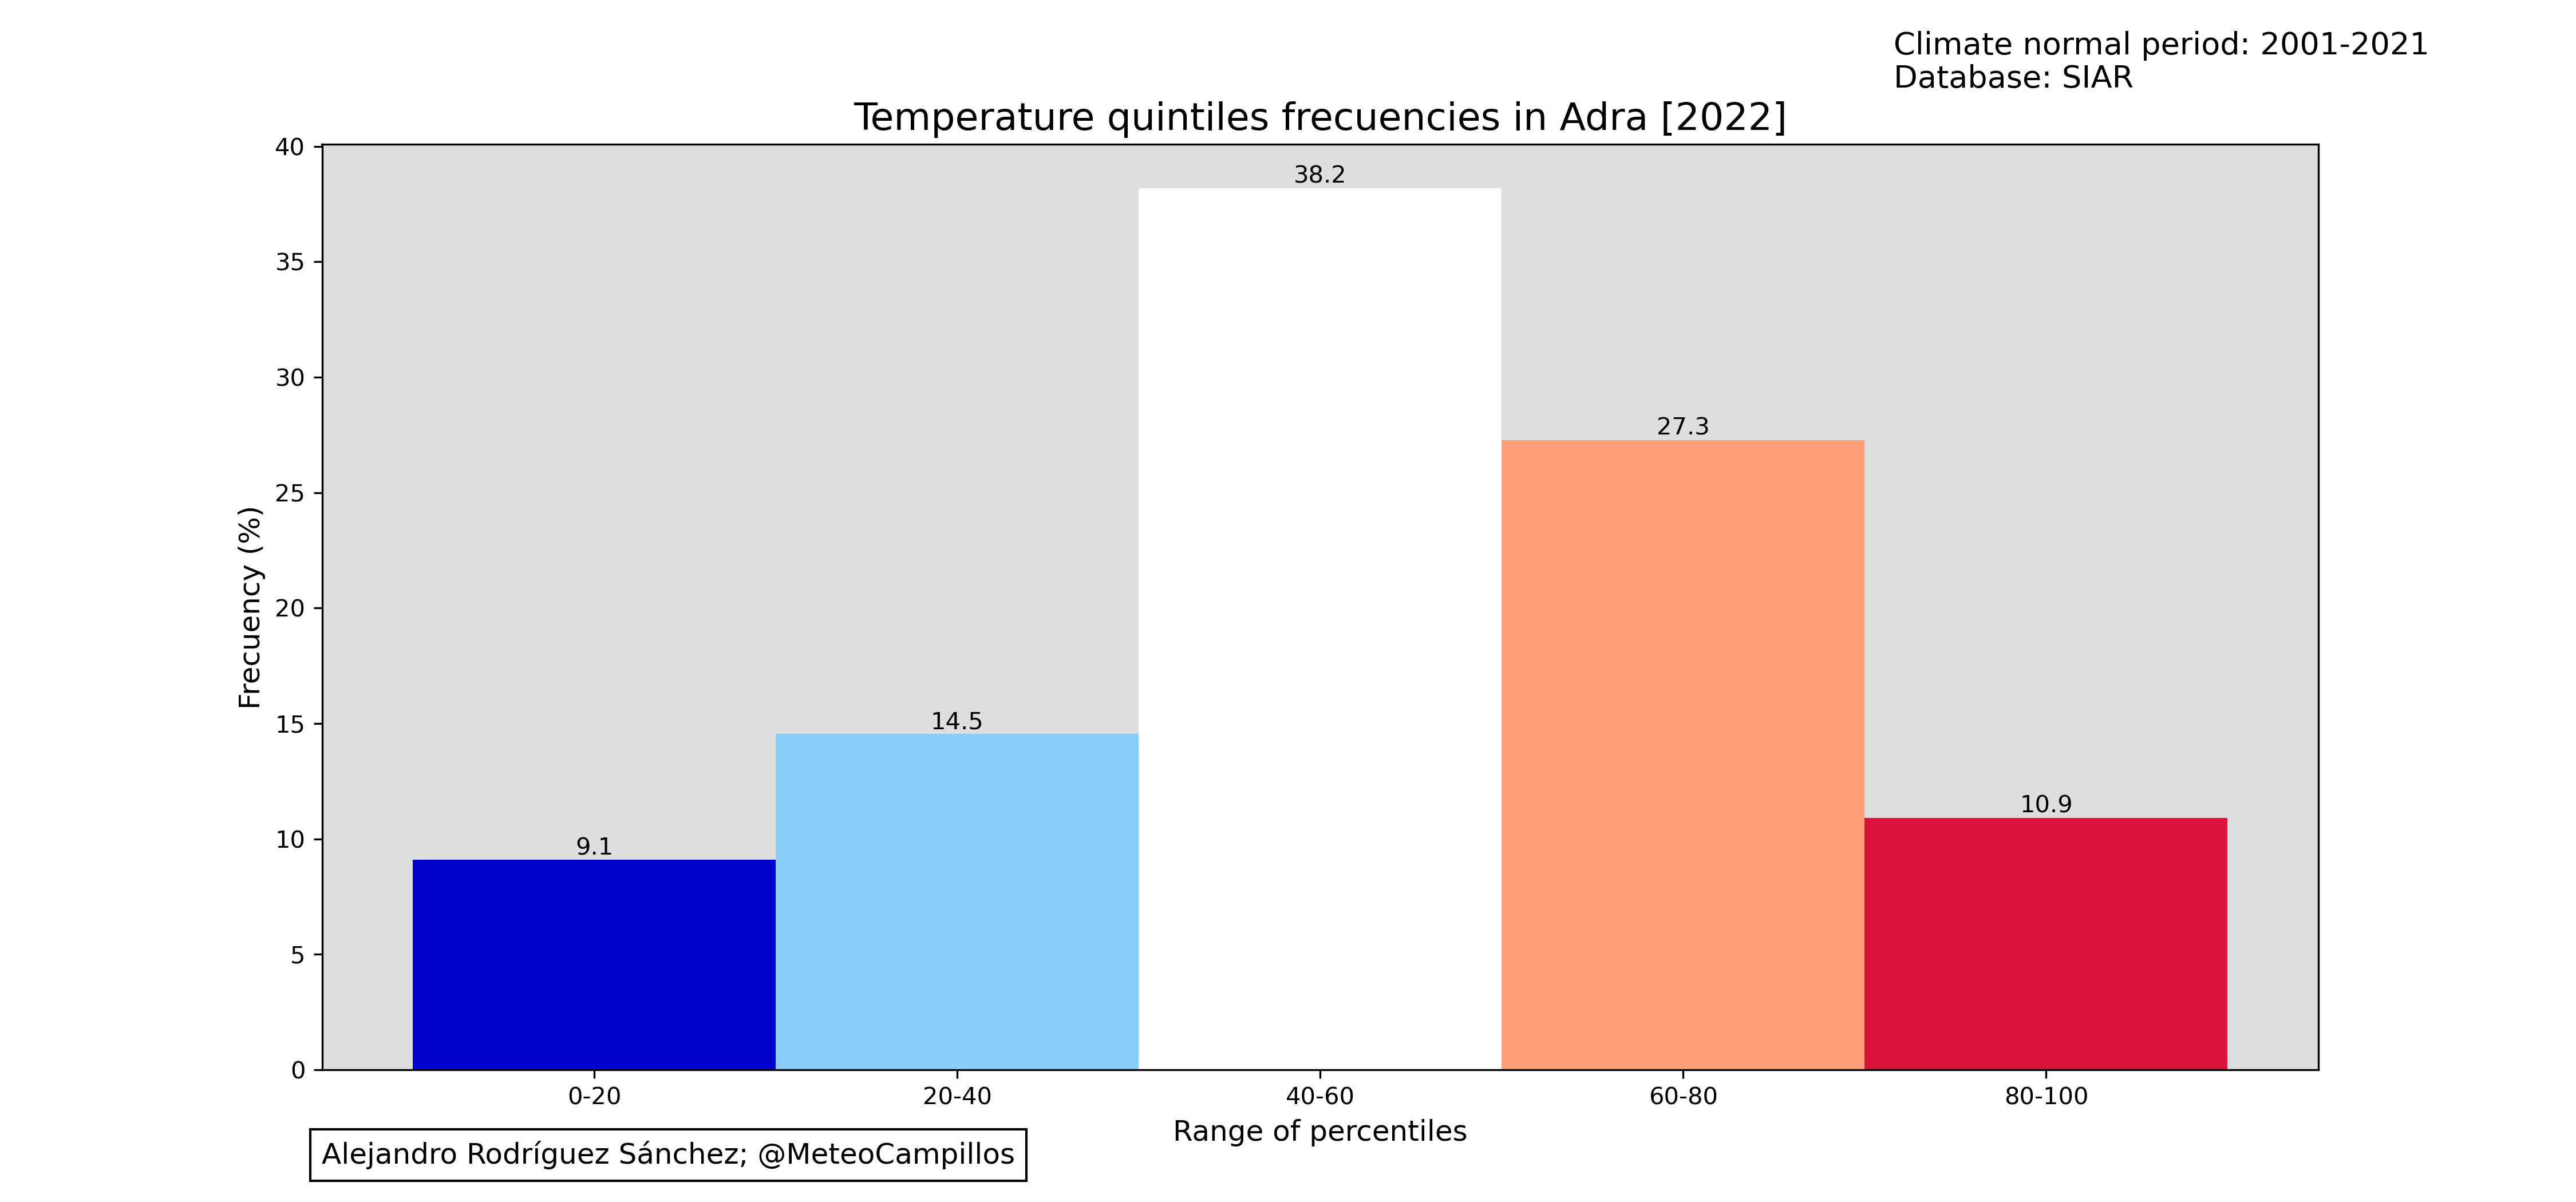 Climate normal period: 2001-2021
Database: SIAR
Temperature quintiles frecuencies in Adra [2022]
40
35
30
25
20
15
10
5
0
Frecuency (%)
38.2
27.3
14.5
10.9
9.1
0-20 20-40 40-60 60-80 80-100
Range of percentiles
Alejandro Rodríguez Sánchez; @MeteoCampillos